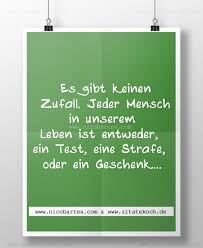 Es gibt keinen
Zufall. Jeder Mensch
in unserem
Leben ist entweder,
ein Test, eine Strafe,
oder ein Geschenk....
www.nicobartes.com & www.zitatekoch.de